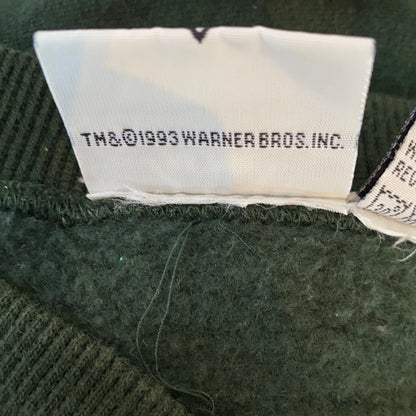 TM&©1993 WARNER BROS. INC.